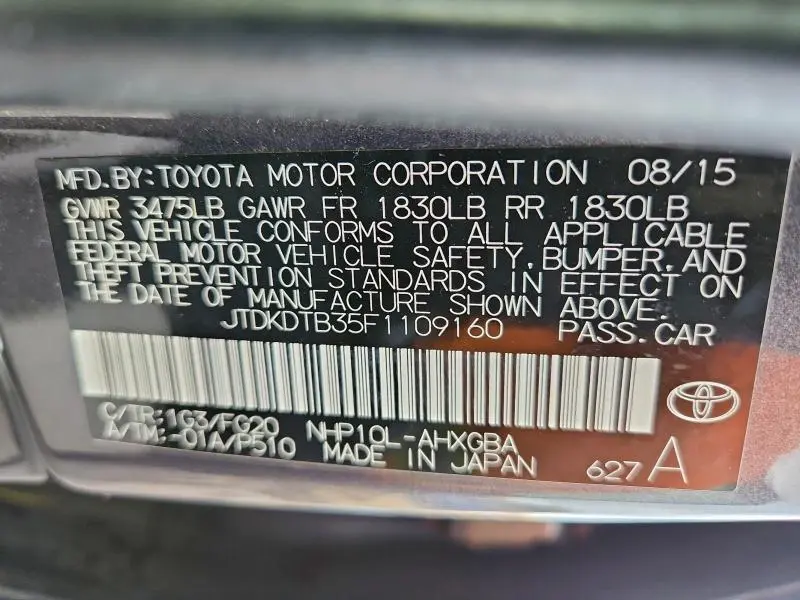 MFD.BY:TOYOTA MOTOR CORPORATION 08/15
GVWR 3475LB GAWR FR 1830LB RR 1830LB
THIS VEHICLE CONFORMS TO ALL APPLICABLE
FEDERAL MOTOR VEHICLE SAFETY,BUMPER,AND
THEFT PREVENTION STANDARDS IN EFFECT ON
THE DATE OF MANUFACTURE SHOWN ABOVE.
JTDKDTB35F1109160 PASS.CAR
C/TR:1G3/FG20 NHP10L-AHXGBA
A/TM:-01A/P510 MADE IN JAPAN 627 A